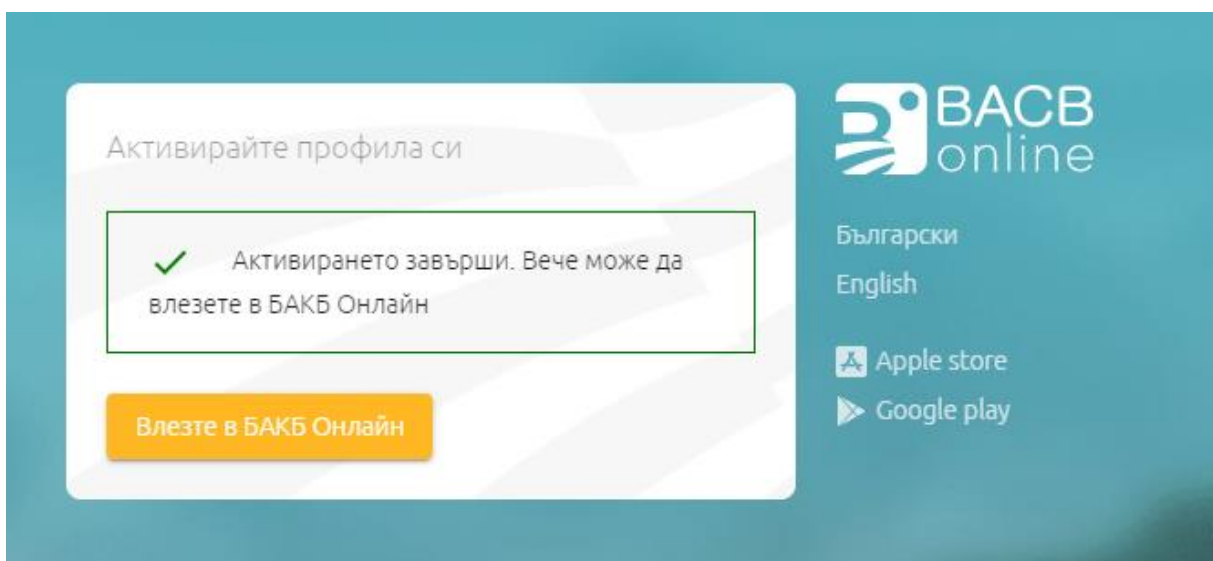 Активирайте профила си
Активирането завърши. Вече може да
влезете в БАКБ Онлайн
Влезте в БАКБ Онлайн
BACB
online
Български
English
Apple store
Google play